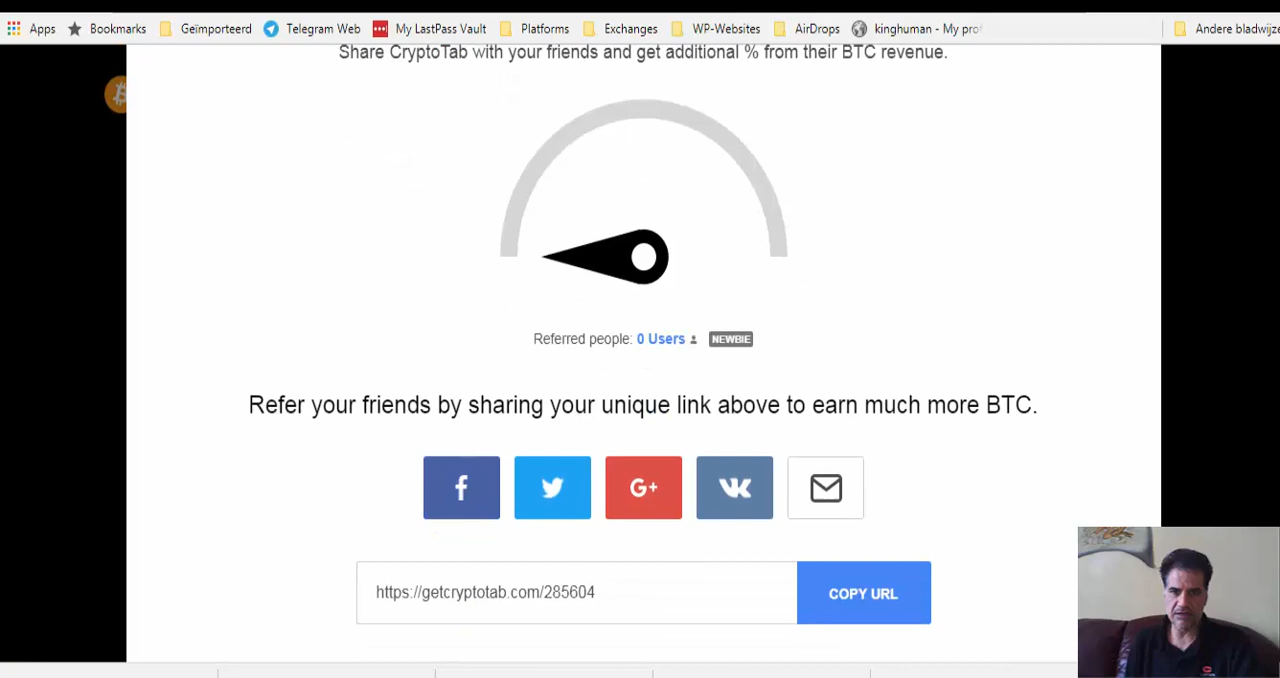 Apps Bookmarks Geïmporteerd Telegram Web My LastPass Vault Platforms Exchanges WP-Websites AirDrops kinghuman - My prof Andere bladwijze
Share CryptoTab with your friends and get additional % from their BTC revenue.
Referred people: 0 Users NEWBIE
Refer your friends by sharing your unique link above to earn much more BTC.
f G+
https://getcryptotab.com/285604 COPY URL